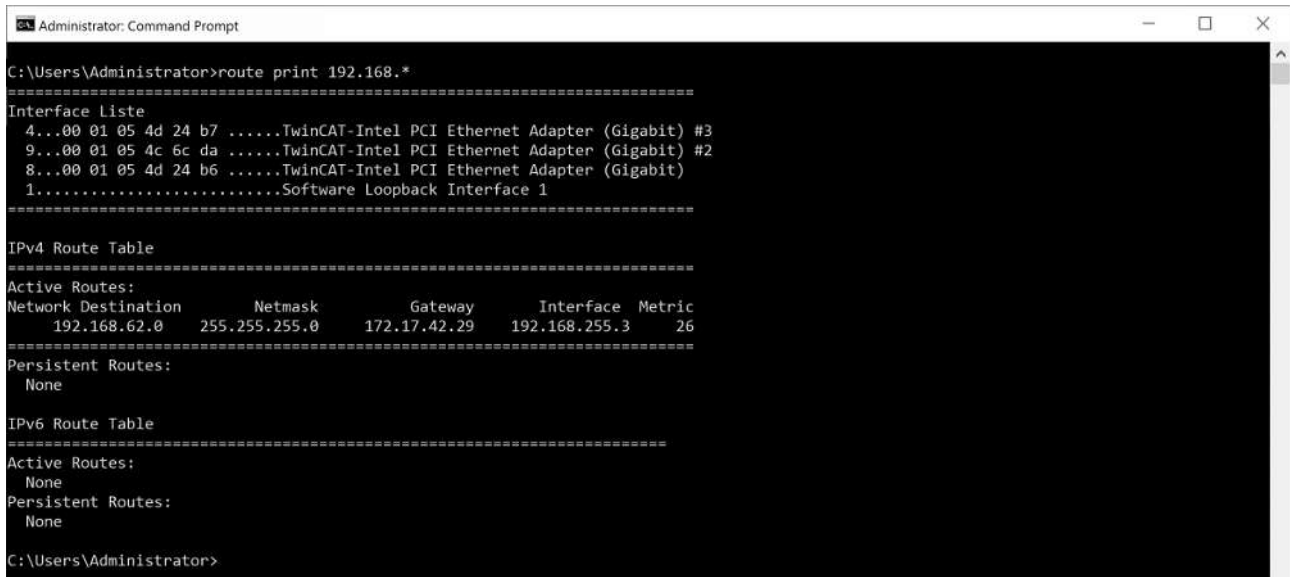 Administrator: Command Prompt
C:\Users\Administrator>route print 192.168.*
===========================================================================
Interface Liste
  4...00 01 05 4d 24 b7 ......TwinCAT-Intel PCI Ethernet Adapter (Gigabit) #3
  9...00 01 05 4c 6c da ......TwinCAT-Intel PCI Ethernet Adapter (Gigabit) #2
  8...00 01 05 4d 24 b6 ......TwinCAT-Intel PCI Ethernet Adapter (Gigabit)
  1...........................Software Loopback Interface 1
===========================================================================
IPv4 Route Table
===========================================================================
Active Routes:
Network Destination        Netmask          Gateway       Interface  Metric
     192.168.62.0    255.255.255.0     172.17.42.29    192.168.255.3     26
===========================================================================
Persistent Routes:
  None
IPv6 Route Table
========================================================================
Active Routes:
  None
Persistent Routes:
  None
C:\Users\Administrator>